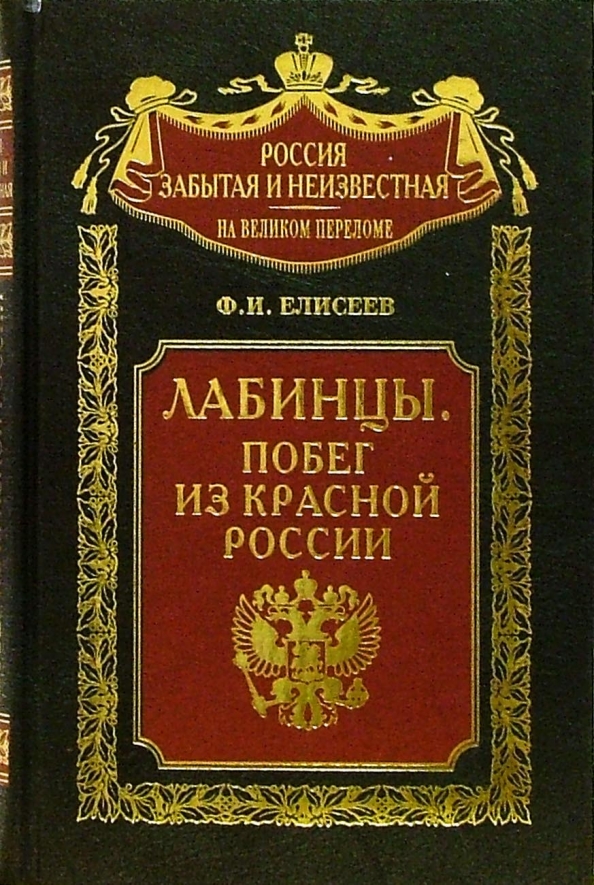 РОССИЯ
ЗАБЫТАЯ И НЕИЗВЕСТНАЯ
НА ВЕЛИКОМ ПЕРЕЛОМЕ
Ф.И. ЕЛИСЕЕВ
ЛАБИНЦЫ.
ПОБЕГ
ИЗ КРАСНОЙ
РОССИИ